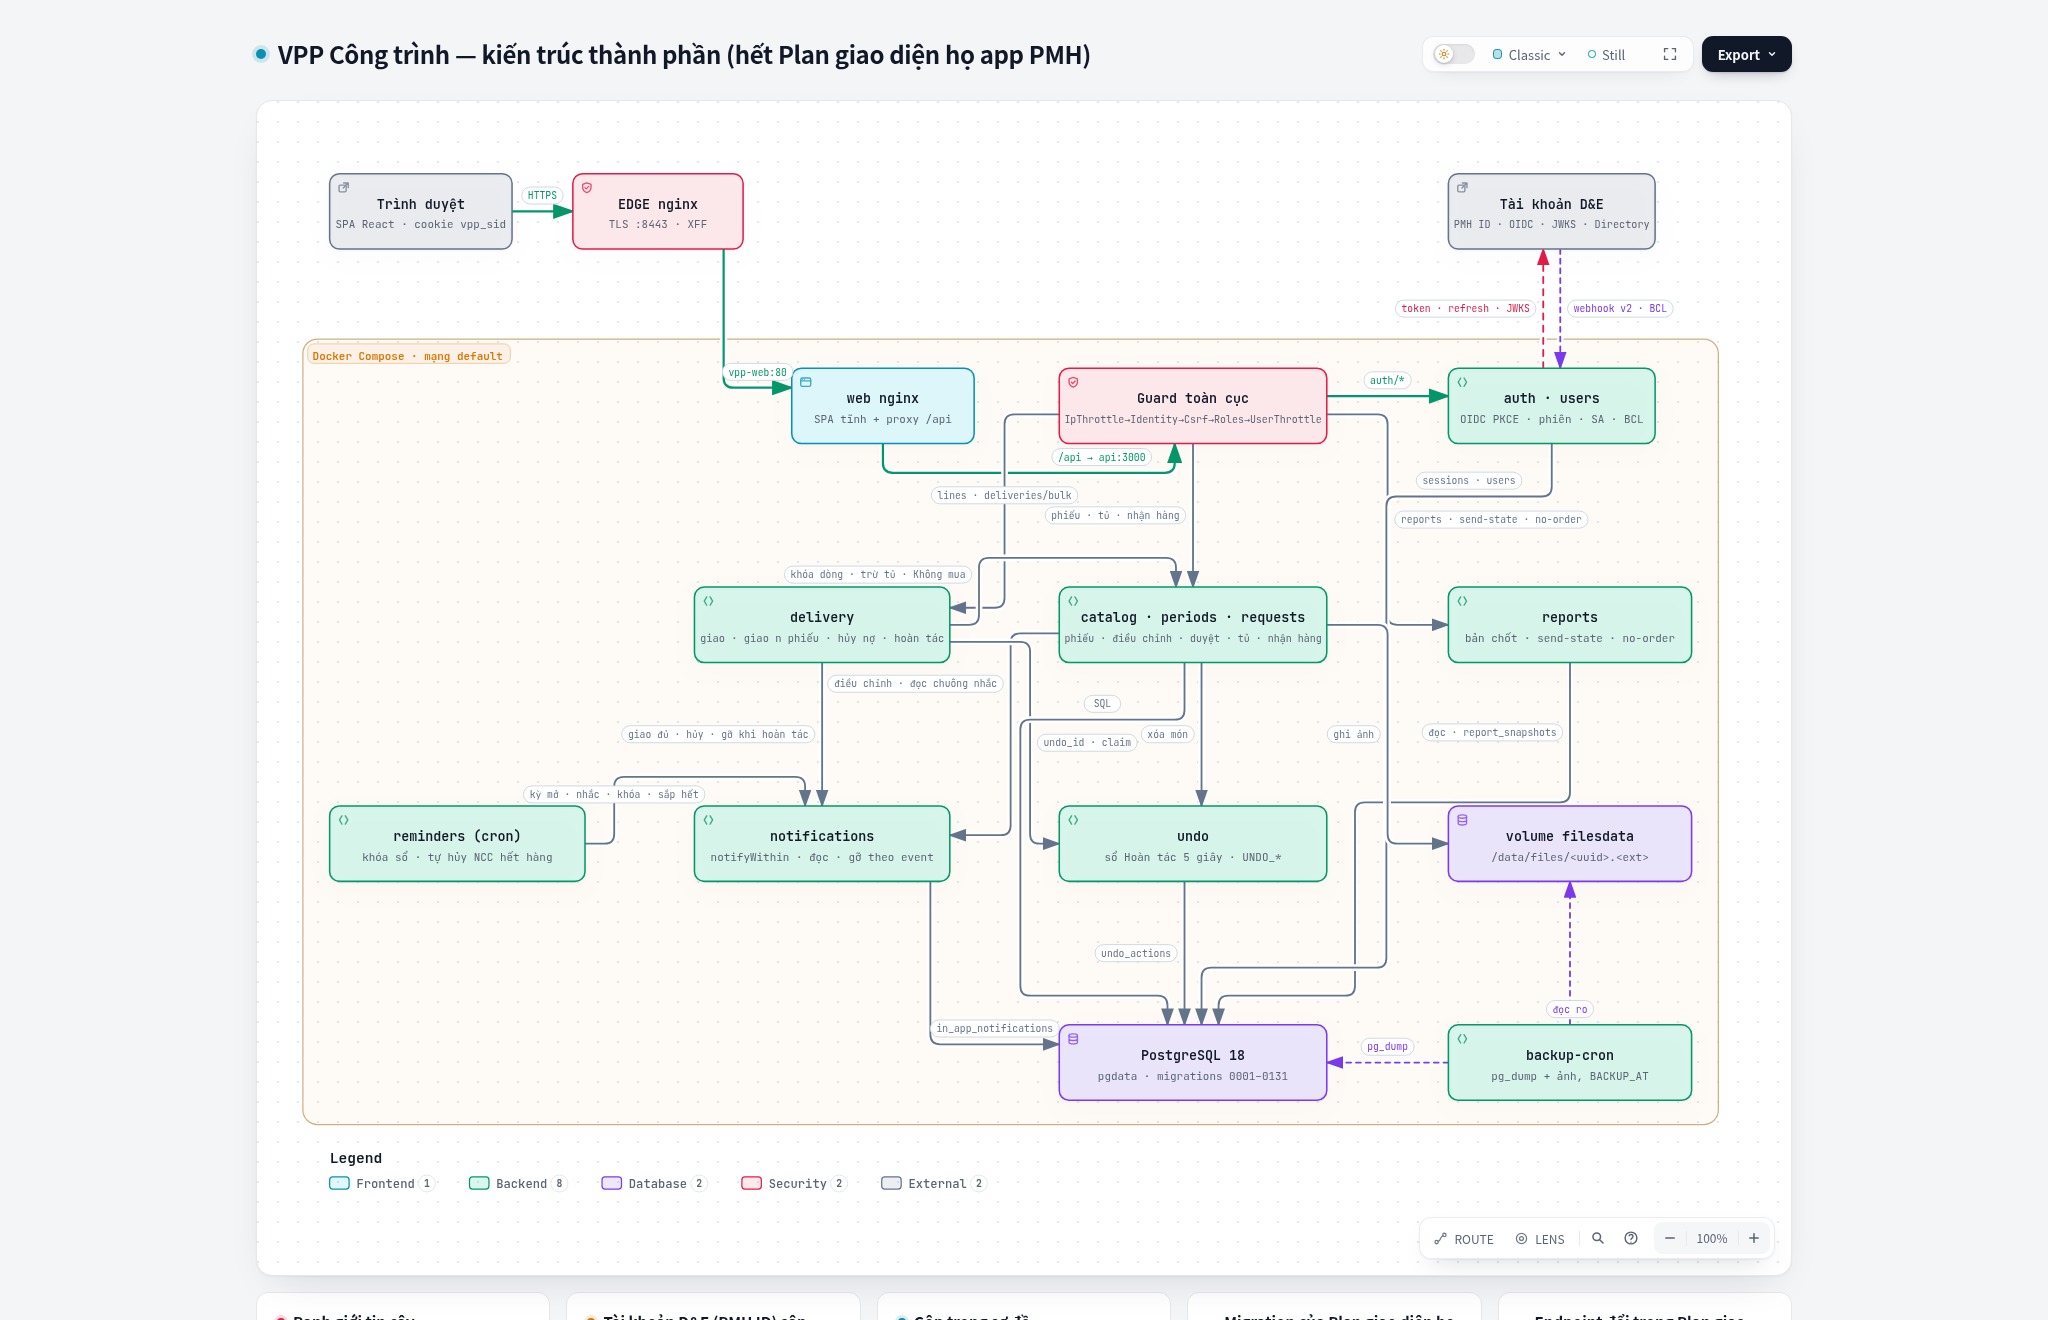 VPP Công trình — kiến trúc thành phần (hết Plan giao diện họ app PMH)
Classic
Still
Export
Trình duyệt
SPA React · cookie vpp_sid
HTTPS
EDGE nginx
TLS :8443 · XFF
Tài khoản D&E
PMH ID · OIDC · JWKS · Directory
token · refresh · JWKS
webhook v2 · BCL
Docker Compose · mạng default
vpp-web:80
web nginx
SPA tĩnh + proxy /api
Guard toàn cục
IpThrottle→Identity→Csrf→Roles→UserThrottle
auth/*
auth · users
OIDC PKCE · phiên · SA · BCL
/api → api:3000
sessions · users
lines · deliveries/bulk
phiếu · tủ · nhận hàng
reports · send-state · no-order
khóa dòng · trừ tủ · Không mua
delivery
giao · giao n phiếu · hủy nợ · hoàn tác
catalog · periods · requests
phiếu · điều chỉnh · duyệt · tủ · nhận hàng
reports
bản chốt · send-state · no-order
điều chỉnh · đọc chuông nhắc
SQL
giao đủ · hủy · gỡ khi hoàn tác
undo_id · claim
xóa món
ghi ảnh
đọc · report_snapshots
kỳ mở · nhắc · khóa · sắp hết
reminders (cron)
khóa sổ · tự hủy NCC hết hàng
notifications
notifyWithin · đọc · gỡ theo event
undo
sổ Hoàn tác 5 giây · UNDO_*
volume filesdata
/data/files/<uuid>.<ext>
undo_actions
đọc ro
in_app_notifications
PostgreSQL 18
pgdata · migrations 0001–0131
pg_dump
backup-cron
pg_dump + ảnh, BACKUP_AT
Legend
Frontend 1
Backend 8
Database 2
Security 2
External 2
ROUTE
LENS
100%